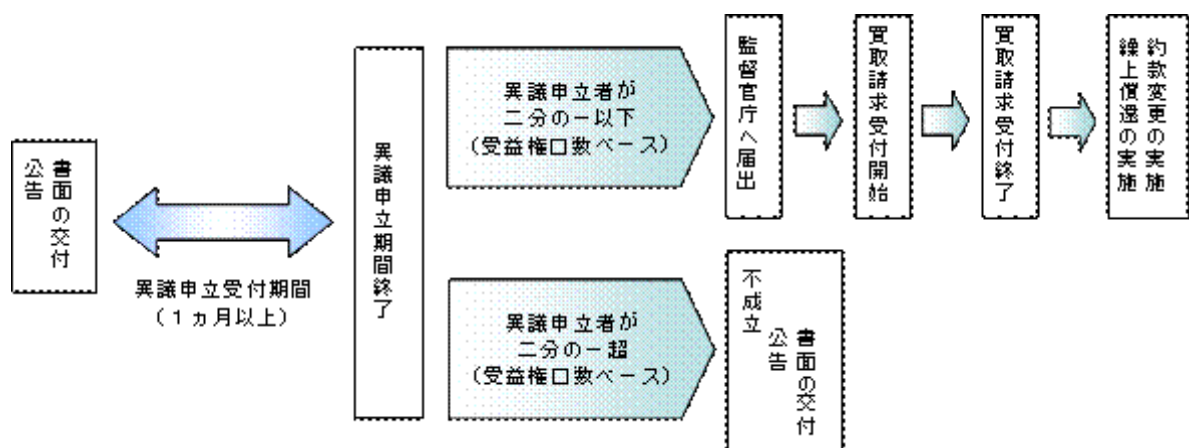 書面の交付
公告
異議申立受付期間
（１ヵ月以上）
異議申立期間終了
異議申立者が
二分の一以下
（受益権口数ベース）
監督官庁へ届出
買取請求受付開始
買取請求受付終了
約款変更の実施
繰上償還の実施
異議申立者が
二分の一超
（受益権口数ベース）
不成立
書面の交付
公告